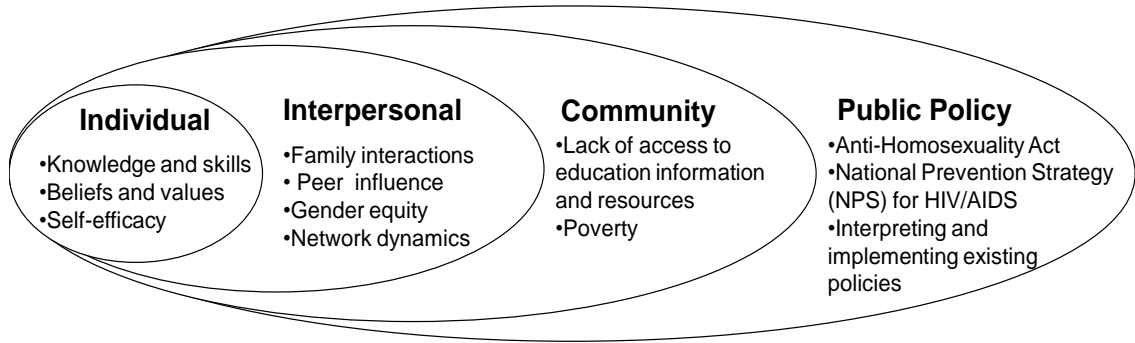 Individual
•Knowledge and skills
•Beliefs and values
•Self-efficacy
Interpersonal
•Family interactions
• Peer influence
•Gender equity
•Network dynamics
Community
•Lack of access to
education information
and resources
•Poverty
Public Policy
•Anti-Homosexuality Act
•National Prevention Strategy
(NPS) for HIV/AIDS
•Interpreting and
implementing existing
policies